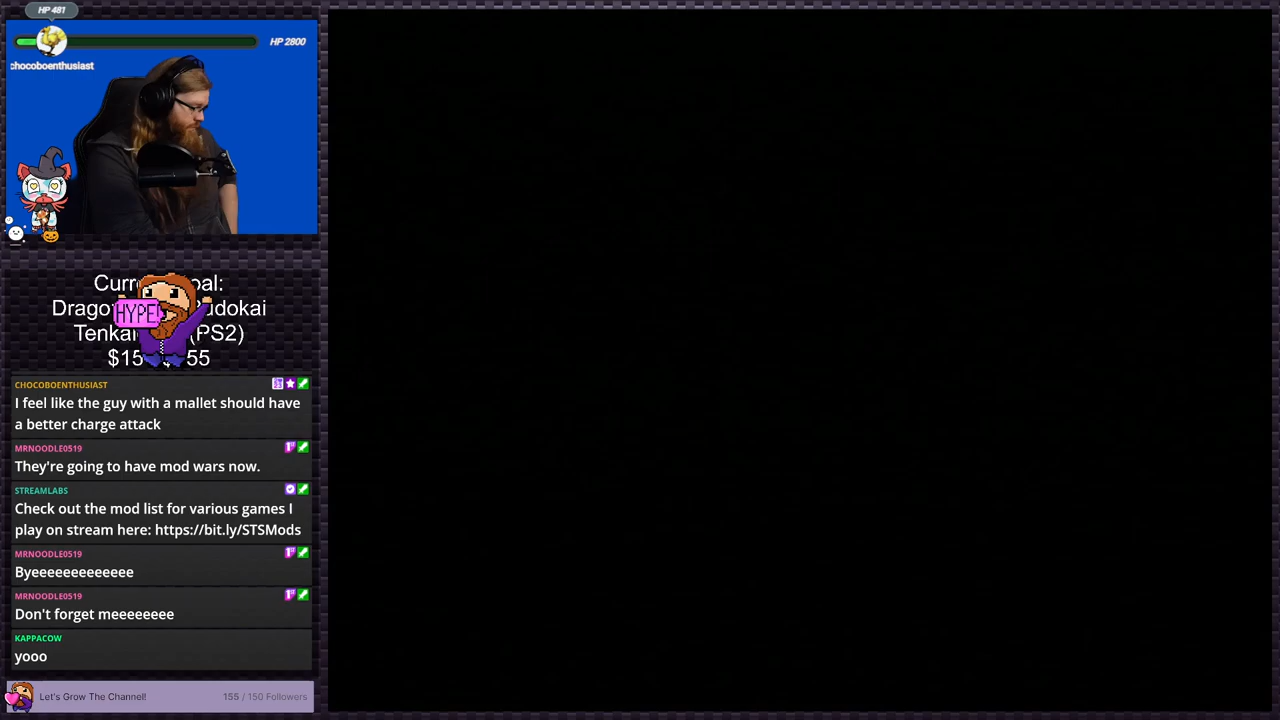 HP 481
HP 2800
chocoboenthusiast
Curr oal:
Drago udokai
Tenkai (PS2)
$15 55
HYPE!
CHOCOBOENTHUSIAST
I feel like the guy with a mallet should have
a better charge attack
MRNOODLE0519
They're going to have mod wars now.
STREAMLABS
Check out the mod list for various games I
play on stream here: https://bit.ly/STSMods
MRNOODLE0519
Byeeeeeeeeeeeee
MRNOODLE0519
Don't forget meeeeeeee
KAPPACOW
yooo
Let's Grow The Channel!
155 / 150 Followers